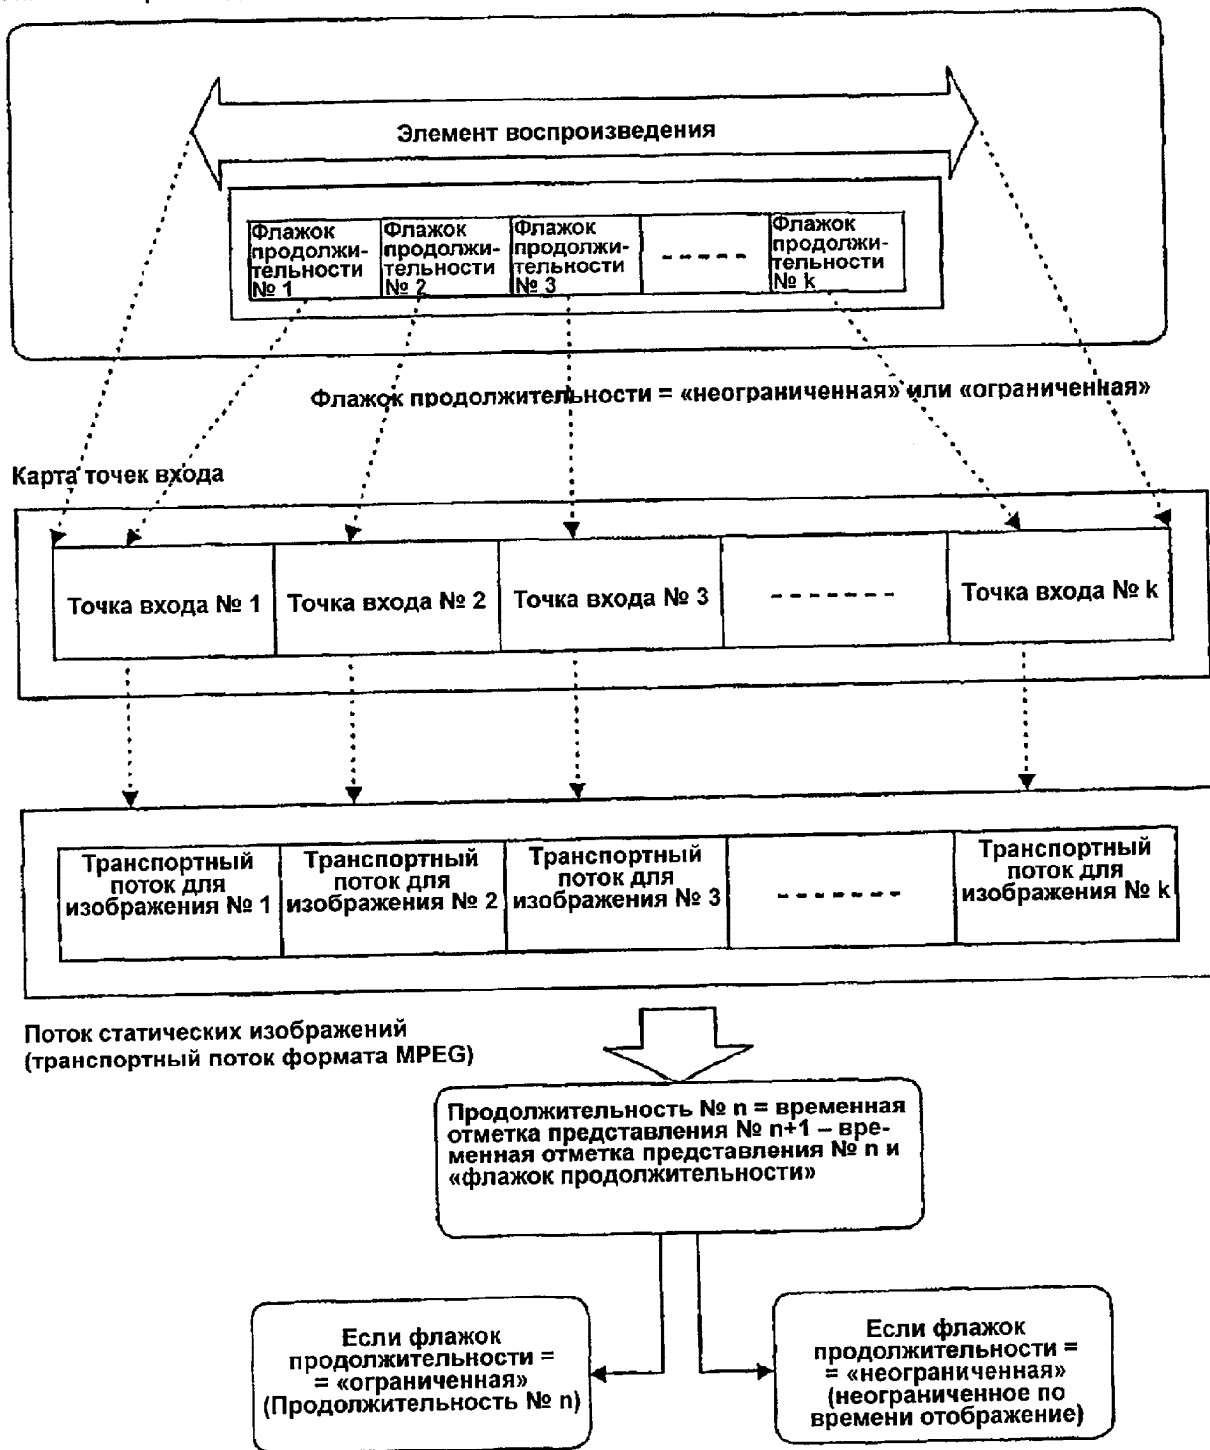 Элемент воспроизведения
Флажок
продолжи-
тельности
№ 1
Флажок
продолжи-
тельности
№ 2
Флажок
продолжи-
тельности
№ 3
-----
Флажок
продолжи-
тельности
№ k
Флажок продолжительности = «неограниченная» или «ограниченная»
Карта точек входа
Точка входа № 1
Точка входа № 2
Точка входа № 3
-------
Точка входа № k
Транспортный
поток для
изображения № 1
Транспортный
поток для
изображения № 2
Транспортный
поток для
изображения № 3
-------
Транспортный
поток для
изображения № k
Поток статических изображений
(транспортный поток формата MPEG)
Продолжительность № n = временная
отметка представления № n+1 – вре-
менная отметка представления № n и
«флажок продолжительности»
Если флажок
продолжительности =
= «ограниченная»
(Продолжительность № n)
Если флажок
продолжительности =
= «неограниченная»
(неограниченное по
времени отображение)